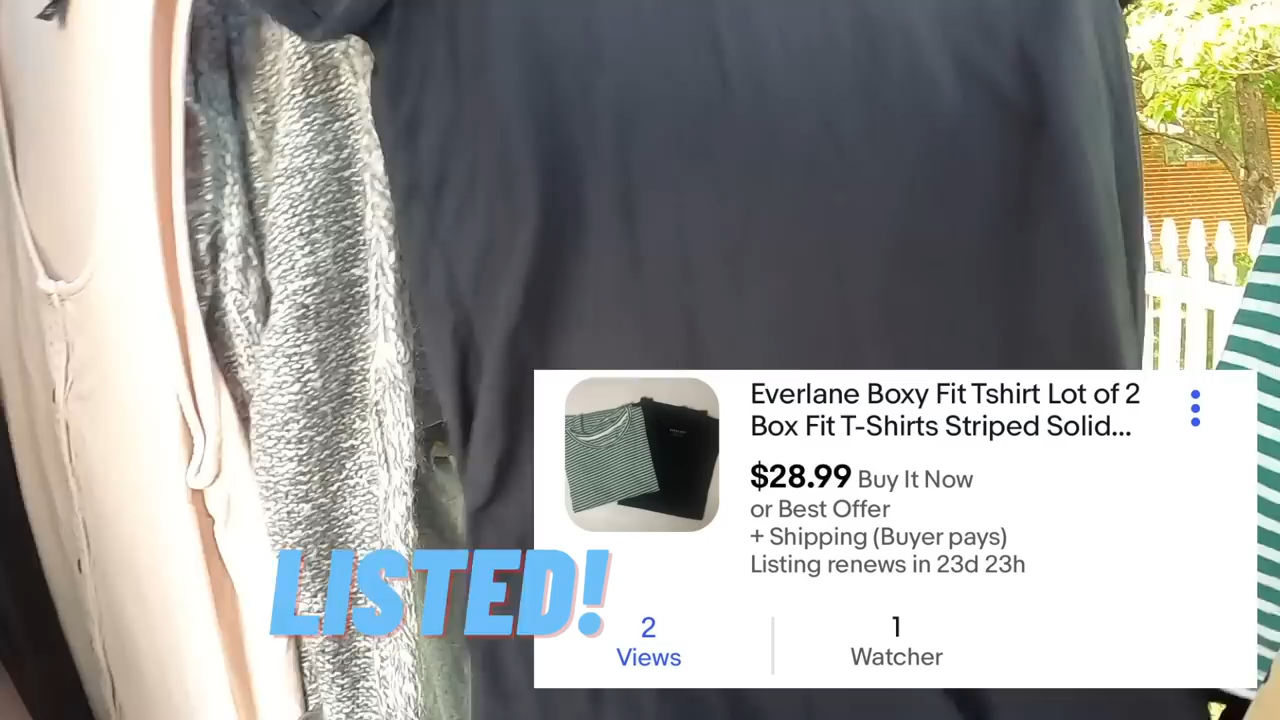 Everlane Boxy Fit Tshirt Lot of 2
Box Fit T-Shirts Striped Solid...
$28.99 Buy It Now
or Best Offer
+ Shipping (Buyer pays)
Listing renews in 23d 23h
LISTED!
2
Views
1
Watcher